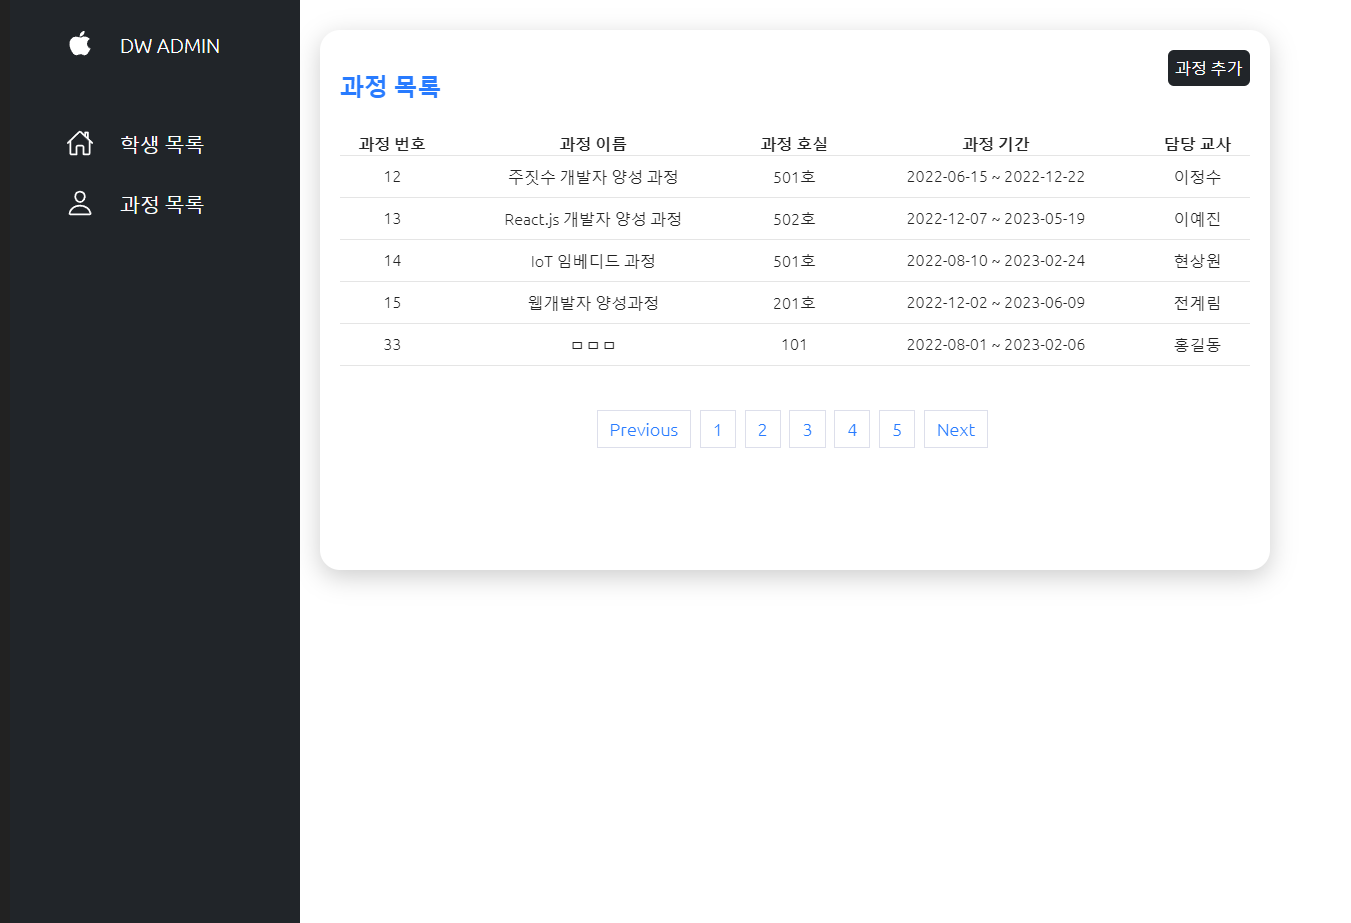 DW ADMIN
학생 목록
과정 목록
과정 추가
과정 목록
과정 번호 과정 이름 과정 호실 과정 기간 담당 교사
12 주짓수 개발자 양성 과정 501호 2022-06-15 ~ 2022-12-22 이정수
13 React.js 개발자 양성 과정 502호 2022-12-07 ~ 2023-05-19 이예진
14 IoT 임베디드 과정 501호 2022-08-10 ~ 2023-02-24 현상원
15 웹개발자 양성과정 201호 2022-12-02 ~ 2023-06-09 전계림
33 ㅁㅁㅁ 101 2022-08-01 ~ 2023-02-06 홍길동
Previous 1 2 3 4 5 Next